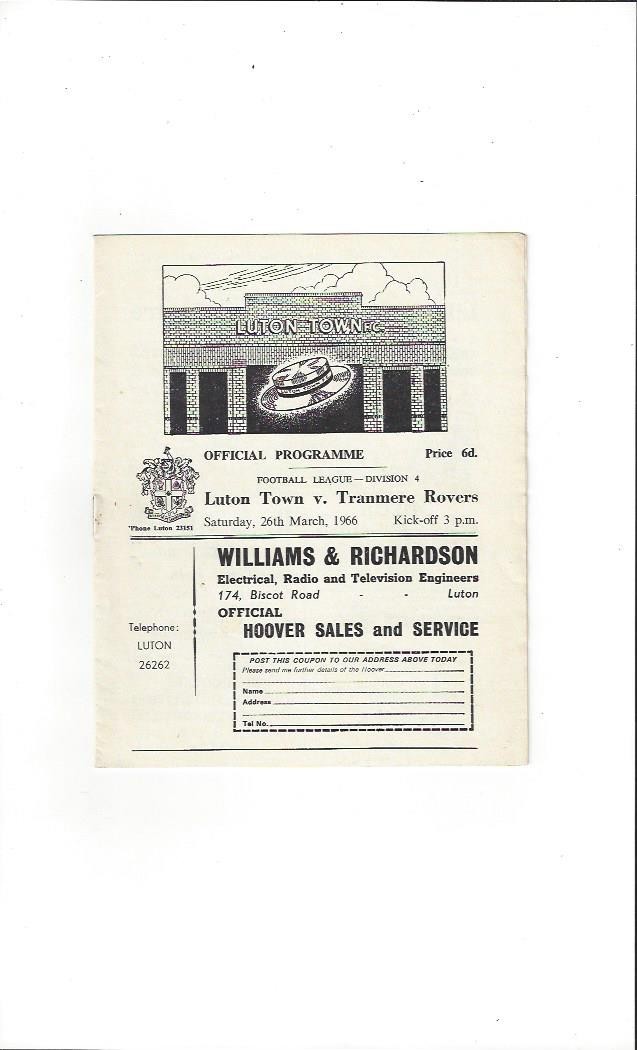 LUTON TOWN F.C.
LUTON TOWN
OFFICIAL PROGRAMME Price 6d.
FOOTBALL LEAGUE — DIVISION 4
Luton Town v. Tranmere Rovers
Saturday, 26th March, 1966 Kick-off 3 p.m.
'Phone Luton 23151
WILLIAMS & RICHARDSON
Electrical, Radio and Television Engineers
174, Biscot Road - - Luton
OFFICIAL
HOOVER SALES and SERVICE
Telephone:
LUTON
26262
POST THIS COUPON TO OUR ADDRESS ABOVE TODAY
Please send me further details of the Hoover
Name
Address
Tel No.